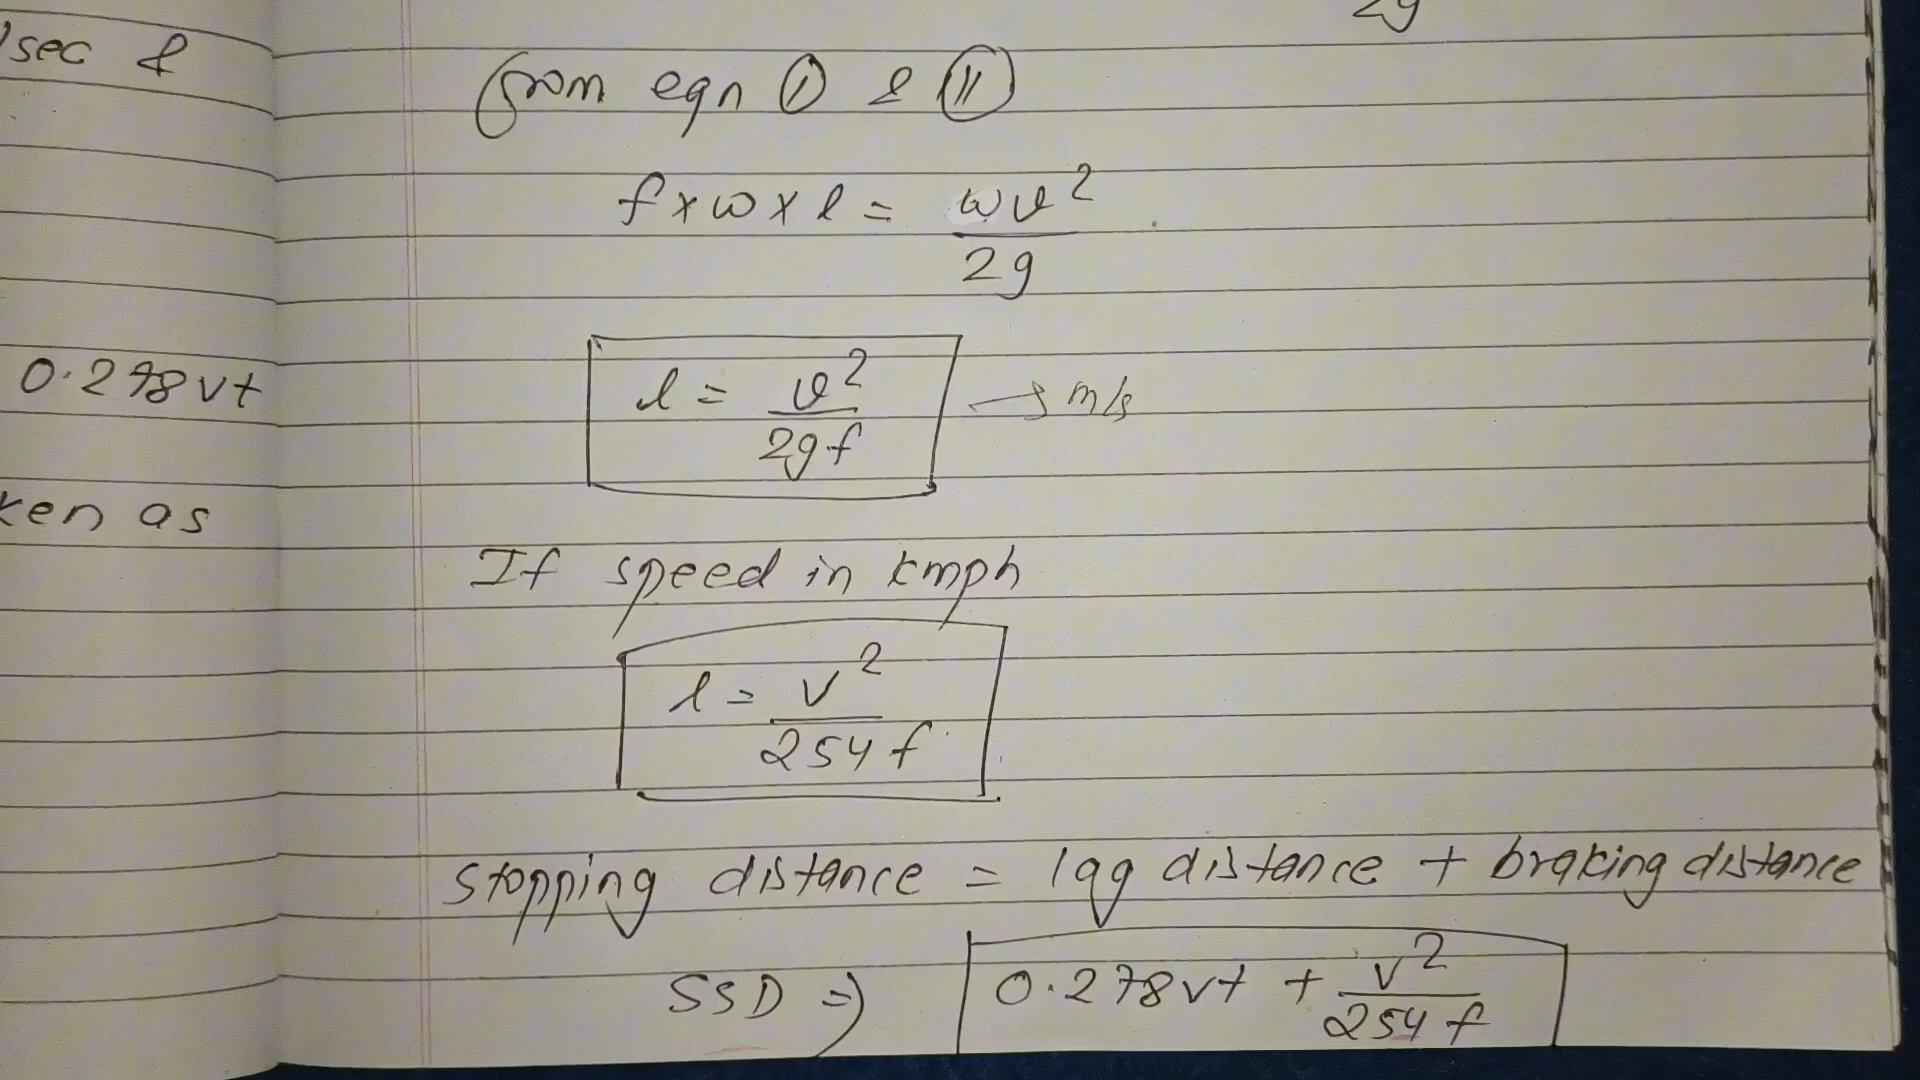 /sec &
0.278vt
ken as
2g
from eqn (I) & (II)
f x w x l = wv²/2g
l = v²/2gf → m/s
If speed in kmph
l = v²/254f
stopping distance = lag distance + braking distance
SSD ⇒ 0.278vt + v²/254f